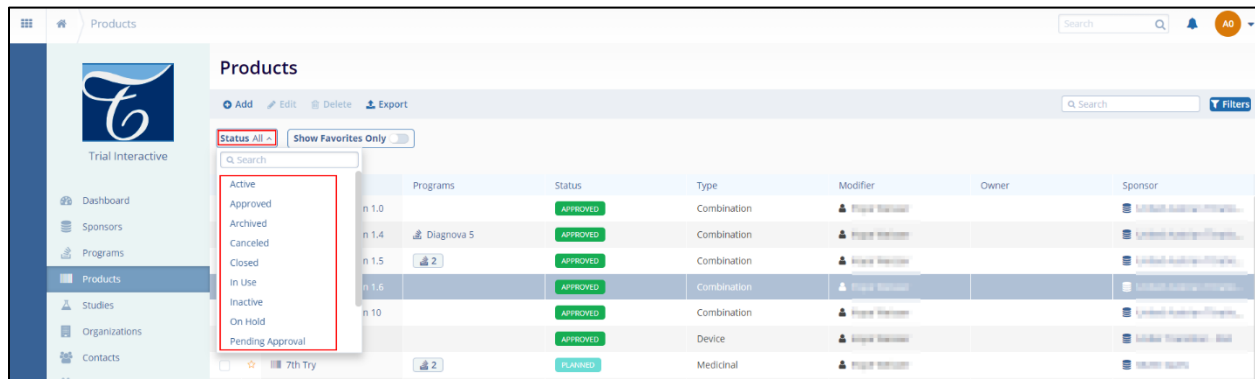 Products
Search
AO
Trial Interactive
Dashboard
Sponsors
Programs
Products
Studies
Organizations
Contacts
Products
Add Edit Delete Export
Search
Filters
Status All
Show Favorites Only
Search
Active
Approved
Archived
Canceled
Closed
In Use
Inactive
On Hold
Pending Approval
Programs Status Type Modifier Owner Sponsor
n 1.0 APPROVED Combination
n 1.4 Diagnova 5 APPROVED Combination
n 1.5 2 APPROVED Combination
n 1.6 APPROVED Combination
n 10 APPROVED Combination
APPROVED Device
7th Try 2 PLANNED Medicinal